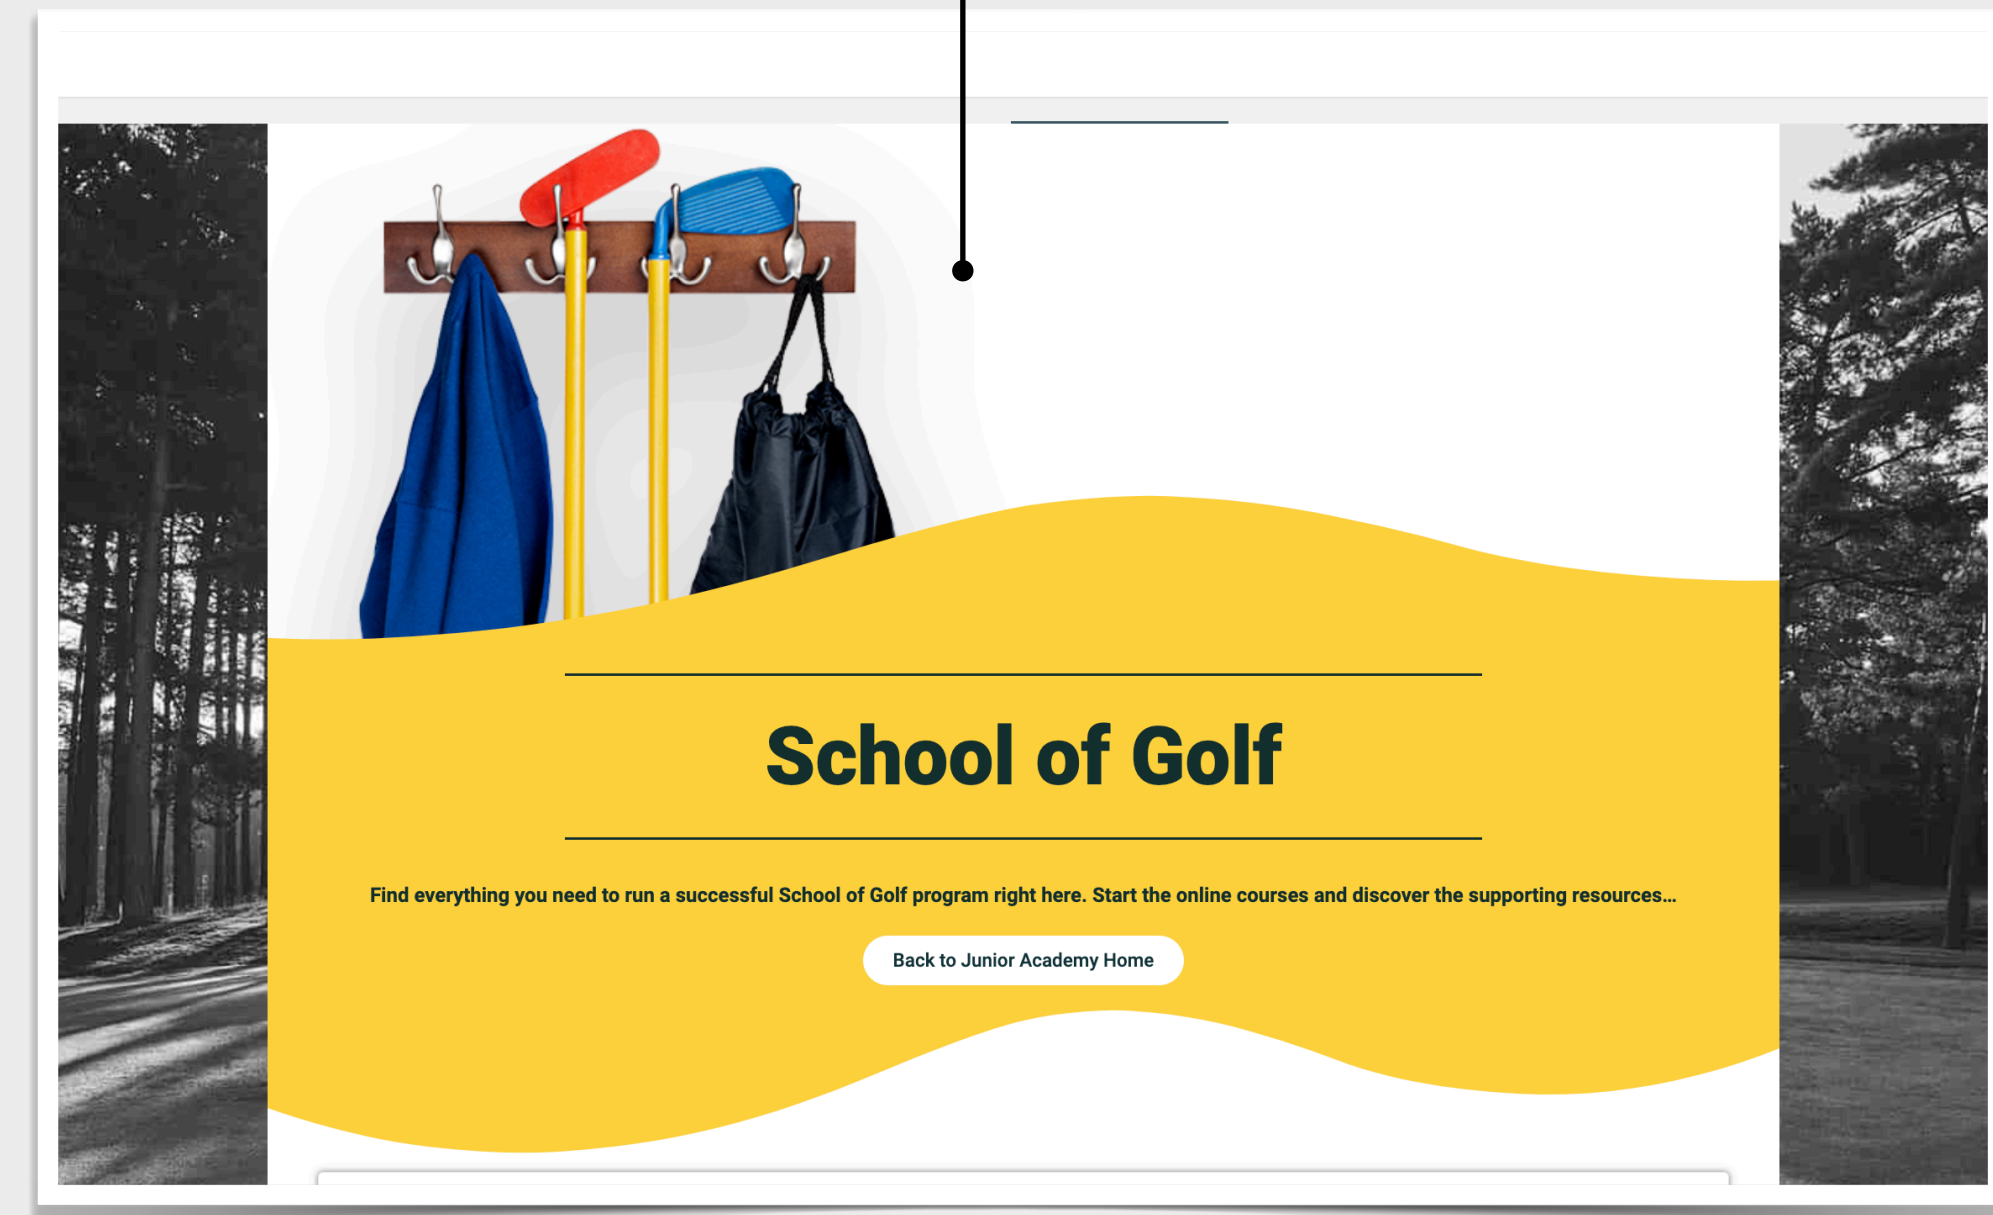 School of Golf
Find everything you need to run a successful School of Golf program right here. Start the online courses and discover the supporting resources...
Back to Junior Academy Home